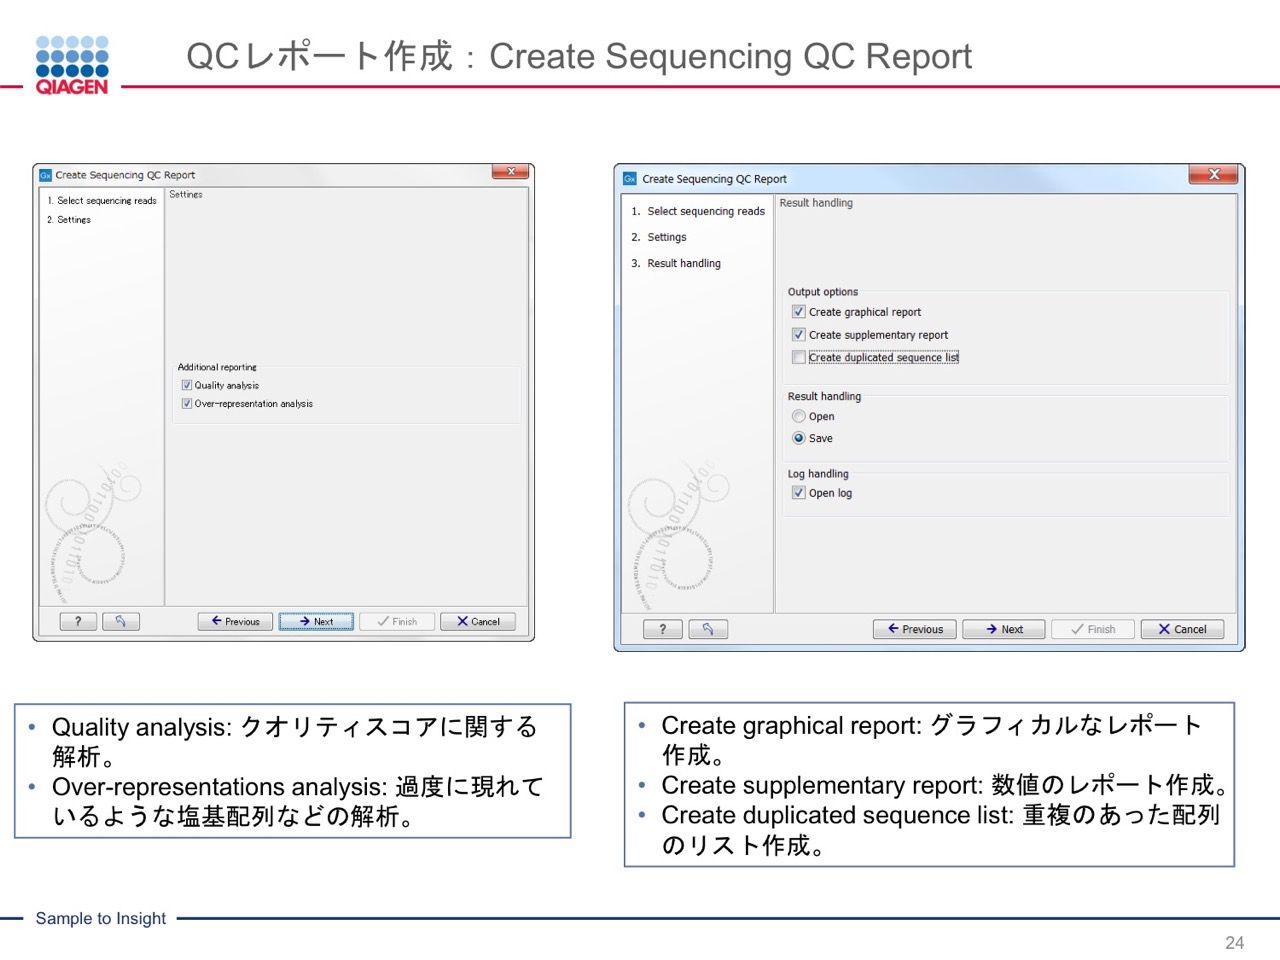 QIAGEN
QCレポート作成：Create Sequencing QC Report
Gx Create Sequencing QC Report
1. Select sequencing reads
2. Settings
Settings
Additional reporting
Quality analysis
Over-representation analysis
? Previous Next Finish Cancel
Gx Create Sequencing QC Report
1. Select sequencing reads
2. Settings
3. Result handling
Result handling
Output options
Create graphical report
Create supplementary report
Create duplicated sequence list
Result handling
Open
Save
Log handling
Open log
? Previous Next Finish Cancel
• Quality analysis: クオリティスコアに関する
解析。
• Over-representations analysis: 過度に現れて
いるような塩基配列などの解析。
• Create graphical report: グラフィカルなレポート
作成。
• Create supplementary report: 数値のレポート作成。
• Create duplicated sequence list: 重複のあった配列
のリスト作成。
Sample to Insight
24